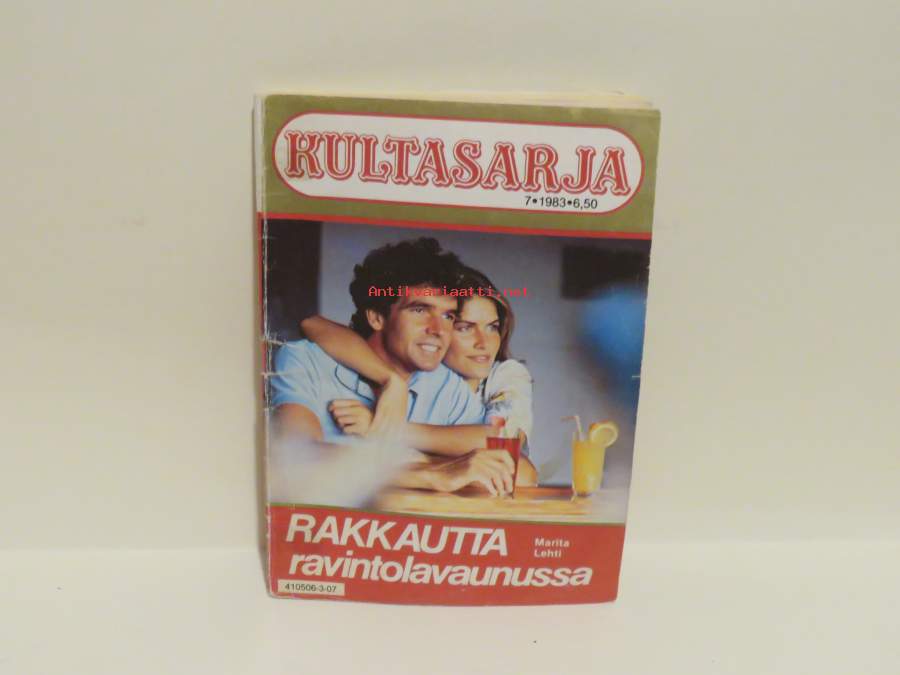 KULTASARJA
7•1983•6,50
Antikvariaatti.net
RAKKAUTTA
ravintolavaunussa
Marita
Lehti
410506-3-07